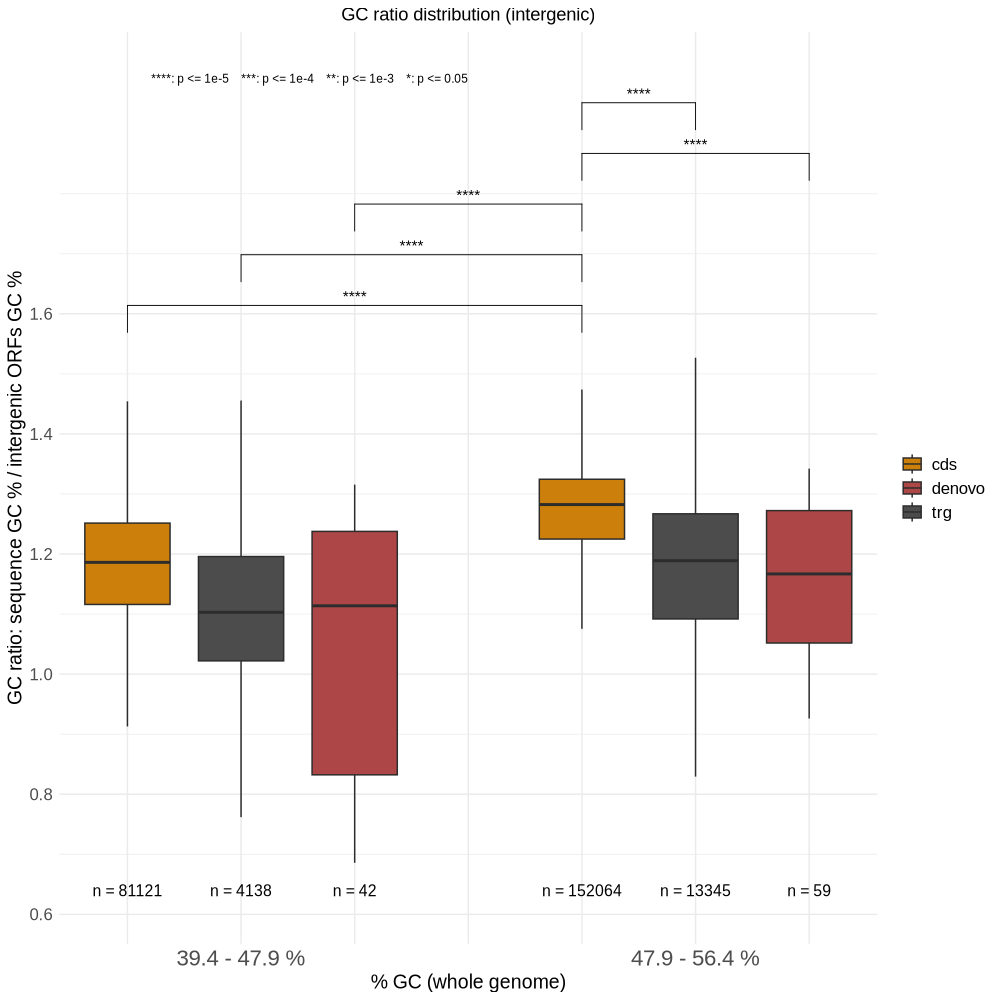 GC ratio distribution (intergenic)
****: p <= 1e-5 ***: p <= 1e-4 **: p <= 1e-3 *: p <= 0.05
****
****
****
****
****
GC ratio: sequence GC % / intergenic ORFs GC %
1.6
1.4
1.2
1.0
0.8
0.6
cds
denovo
trg
n = 81121 n = 4138 n = 42 n = 152064 n = 13345 n = 59
39.4 - 47.9 % 47.9 - 56.4 %
% GC (whole genome)